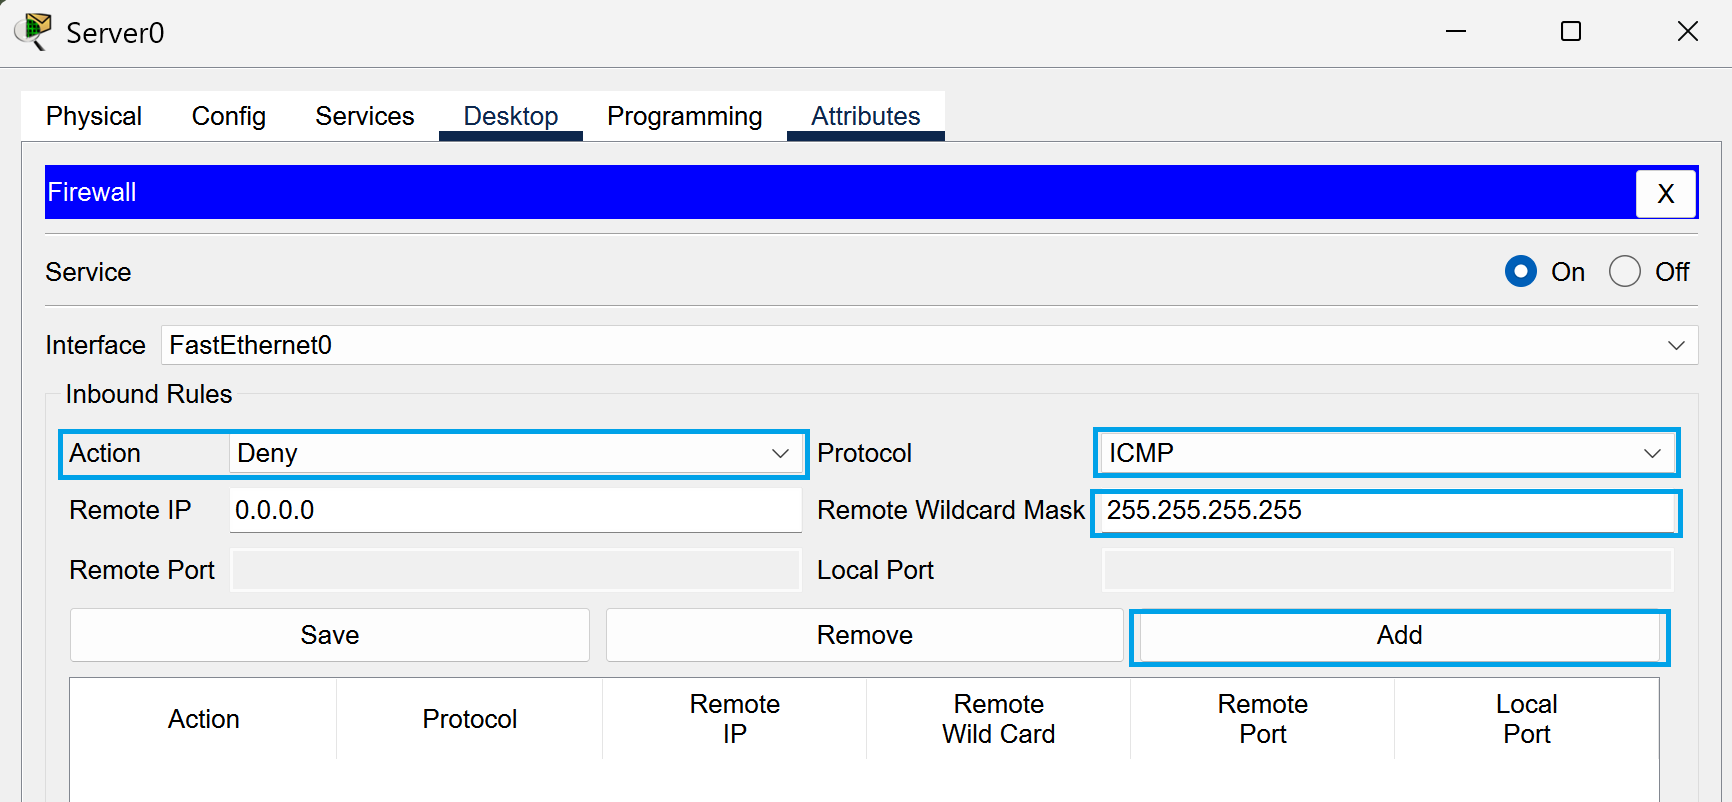 Server0
Physical Config Services Desktop Programming Attributes
Firewall X
Service On Off
Interface FastEthernet0
Inbound Rules
Action Deny Protocol ICMP
Remote IP 0.0.0.0 Remote Wildcard Mask 255.255.255.255
Remote Port Local Port
Save Remove Add
Action Protocol Remote IP Remote Wild Card Remote Port Local Port